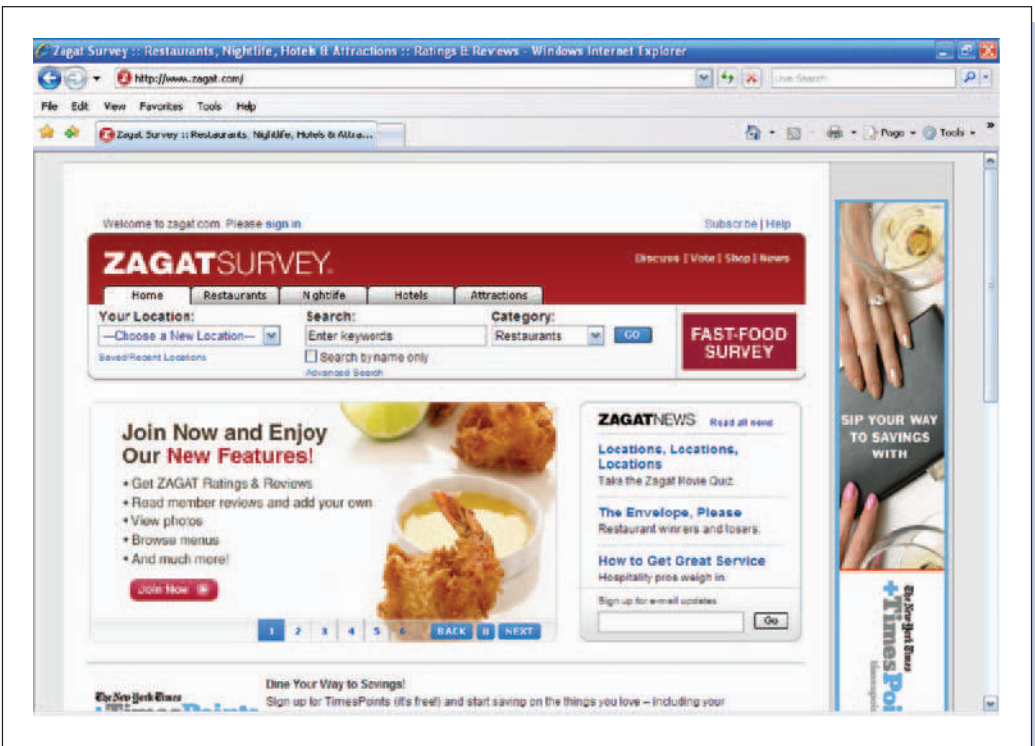 Zagat Survey :: Restaurants, Nightlife, Hotels & Attractions :: Ratings & Reviews - Windows Internet Explorer
http://www.zagat.com/
Live Search
File Edit View Favorites Tools Help
Zagat Survey :: Restaurants, Nightlife, Hotels & Attra...
Page Tools »
Welcome to zagat.com. Please sign in
Subscribe | Help
ZAGATSURVEY®
Discuss | Vote | Shop | News
Home Restaurants Nightlife Hotels Attractions
Your Location: Search: Category:
---Choose a New Location--- Enter keywords Restaurants GO
Saved/Recent Locations Search by name only
Advanced Search
FAST-FOOD
SURVEY
Join Now and Enjoy
Our New Features!
• Get ZAGAT Ratings & Reviews
• Read member reviews and add your own
• View photos
• Browse menus
• And much more!
Join Now
1 2 3 4 5 6 BACK NEXT
ZAGATNEWS Read all news
Locations, Locations,
Locations
Take the Zagat Movie Quiz.
The Envelope, Please
Restaurant winners and losers.
How to Get Great Service
Hospitality pros weigh in.
Sign up for e-mail updates
Go
SIP YOUR WAY
TO SAVINGS
WITH
The New York Times
+TimesPoi
timespoin
The New York Times
+TimesPoints
Dine Your Way to Savings!
Sign up for TimesPoints (it's free!) and start saving on the things you love – including your